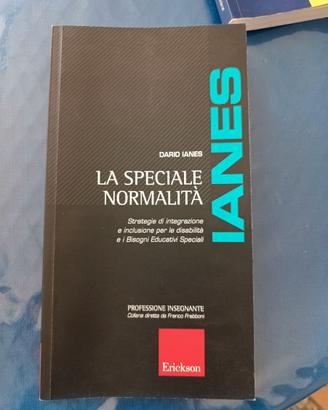 IANES
DARIO IANES
LA SPECIALE
NORMALITÀ
Strategie di integrazione
e inclusione per le disabilità
e i Bisogni Educativi Speciali
PROFESSIONE INSEGNANTE
Collana diretta da Franco Frabboni
Erickson